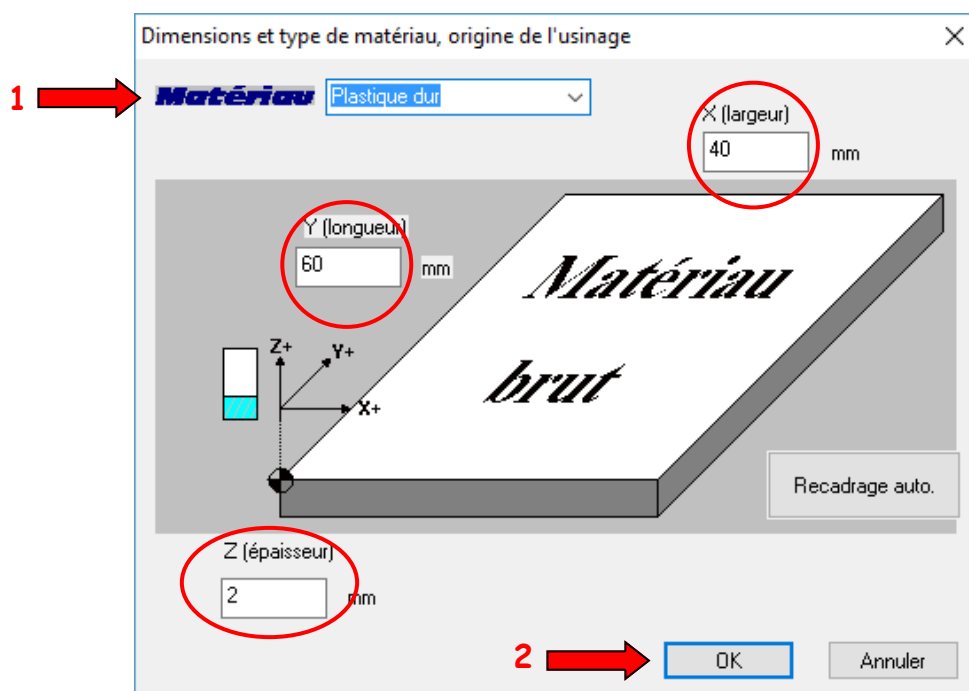 Dimensions et type de matériau, origine de l'usinage
1
Matériau
Plastique dur
X (largeur)
40
mm
Y (longueur)
60
mm
Matériau
brut
Z+
Y+
X+
Recadrage auto.
Z (épaisseur)
2
mm
2
OK
Annuler